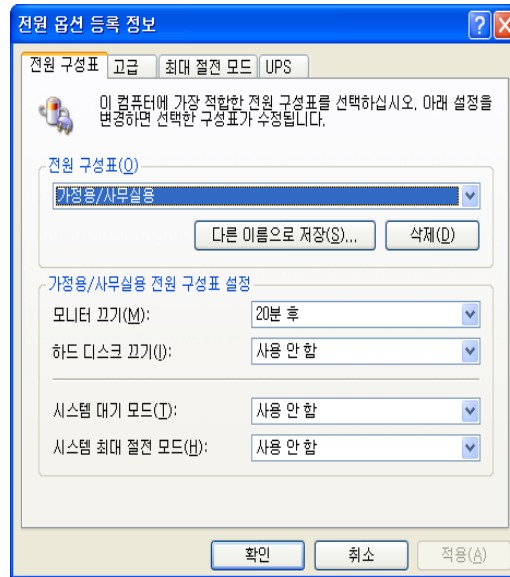 전원 옵션 등록 정보
전원 구성표 고급 최대 절전 모드 UPS
이 컴퓨터에 가장 적합한 전원 구성표를 선택하십시오. 아래 설정을
변경하면 선택한 구성표가 수정됩니다.
전원 구성표(O)
가정용/사무실용
다른 이름으로 저장(S)... 삭제(D)
가정용/사무실용 전원 구성표 설정
모니터 끄기(M): 20분 후
하드 디스크 끄기(I): 사용 안 함
시스템 대기 모드(T): 사용 안 함
시스템 최대 절전 모드(H): 사용 안 함
확인 취소 적용(A)